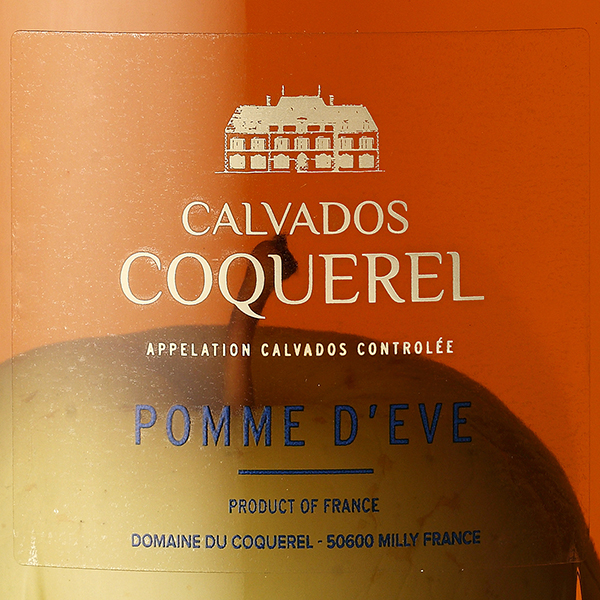 CALVADOS
COQUEREL
APPELATION CALVADOS CONTROLÉE
POMME D'EVE
PRODUCT OF FRANCE
DOMAINE DU COQUEREL - 50600 MILLY FRANCE